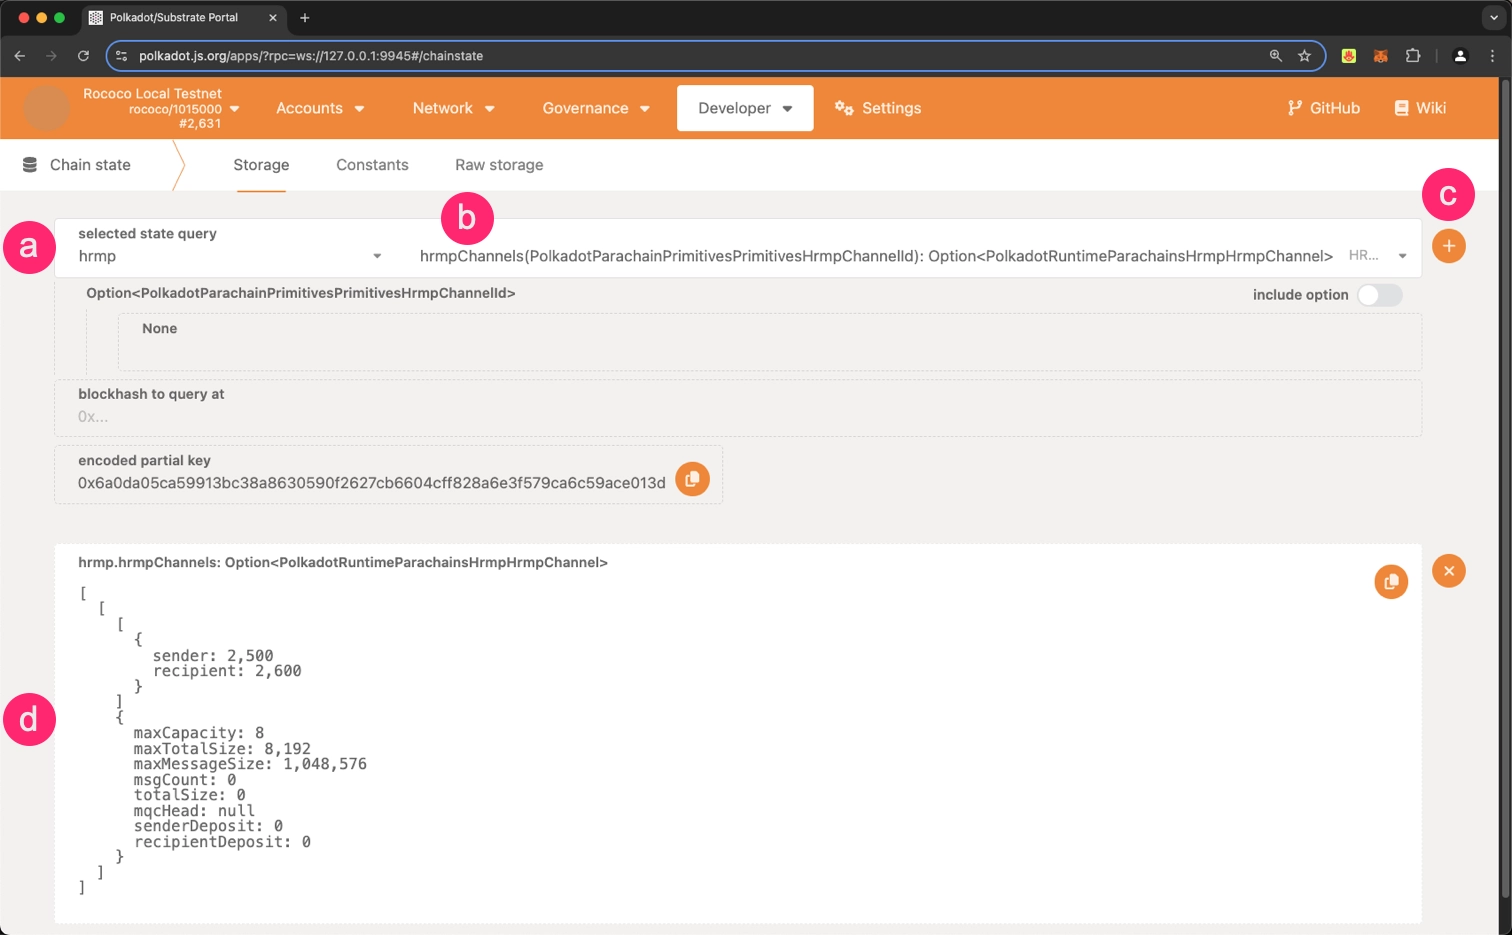 Polkadot/Substrate Portal
polkadot.js.org/apps/?rpc=ws://127.0.0.1:9945#/chainstate
Rococo Local Testnet
rococo/1015000
#2,631
Accounts
Network
Governance
Developer
Settings
GitHub
Wiki
Chain state
Storage
Constants
Raw storage
a
b
c
selected state query
hrmp
hrmpChannels(PolkadotParachainPrimitivesPrimitivesHrmpChannelId): Option<PolkadotRuntimeParachainsHrmpHrmpChannel>
HR...
Option<PolkadotParachainPrimitivesPrimitivesHrmpChannelId>
include option
None
blockhash to query at
0x...
encoded partial key
0x6a0da05ca59913bc38a8630590f2627cb6604cff828a6e3f579ca6c59ace013d
hrmp.hrmpChannels: Option<PolkadotRuntimeParachainsHrmpHrmpChannel>
[
[
[
{
sender: 2,500
recipient: 2,600
}
]
{
d
maxCapacity: 8
maxTotalSize: 8,192
maxMessageSize: 1,048,576
msgCount: 0
totalSize: 0
mqcHead: null
senderDeposit: 0
recipientDeposit: 0
}
]
]